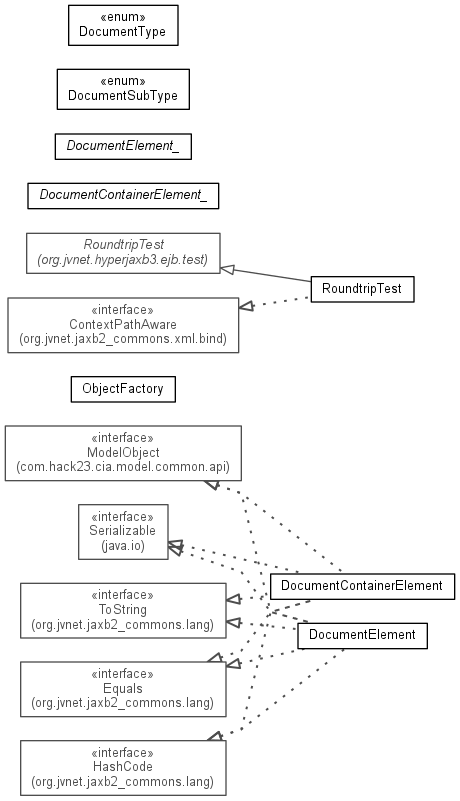 «enum»
DocumentType
«enum»
DocumentSubType
DocumentElement_
DocumentContainerElement_
RoundtripTest
(org.jvnet.hyperjaxb3.ejb.test)
RoundtripTest
«interface»
ContextPathAware
(org.jvnet.jaxb2_commons.xml.bind)
ObjectFactory
«interface»
ModelObject
(com.hack23.cia.model.common.api)
«interface»
Serializable
(java.io)
DocumentContainerElement
«interface»
ToString
(org.jvnet.jaxb2_commons.lang)
DocumentElement
«interface»
Equals
(org.jvnet.jaxb2_commons.lang)
«interface»
HashCode
(org.jvnet.jaxb2_commons.lang)